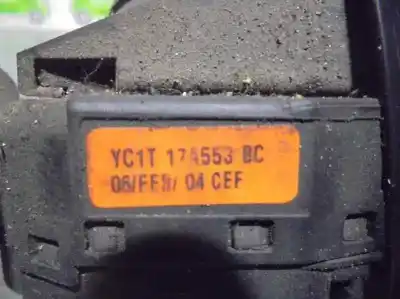 YC1T 17A553 BC
06/FEB/ 04 CEF